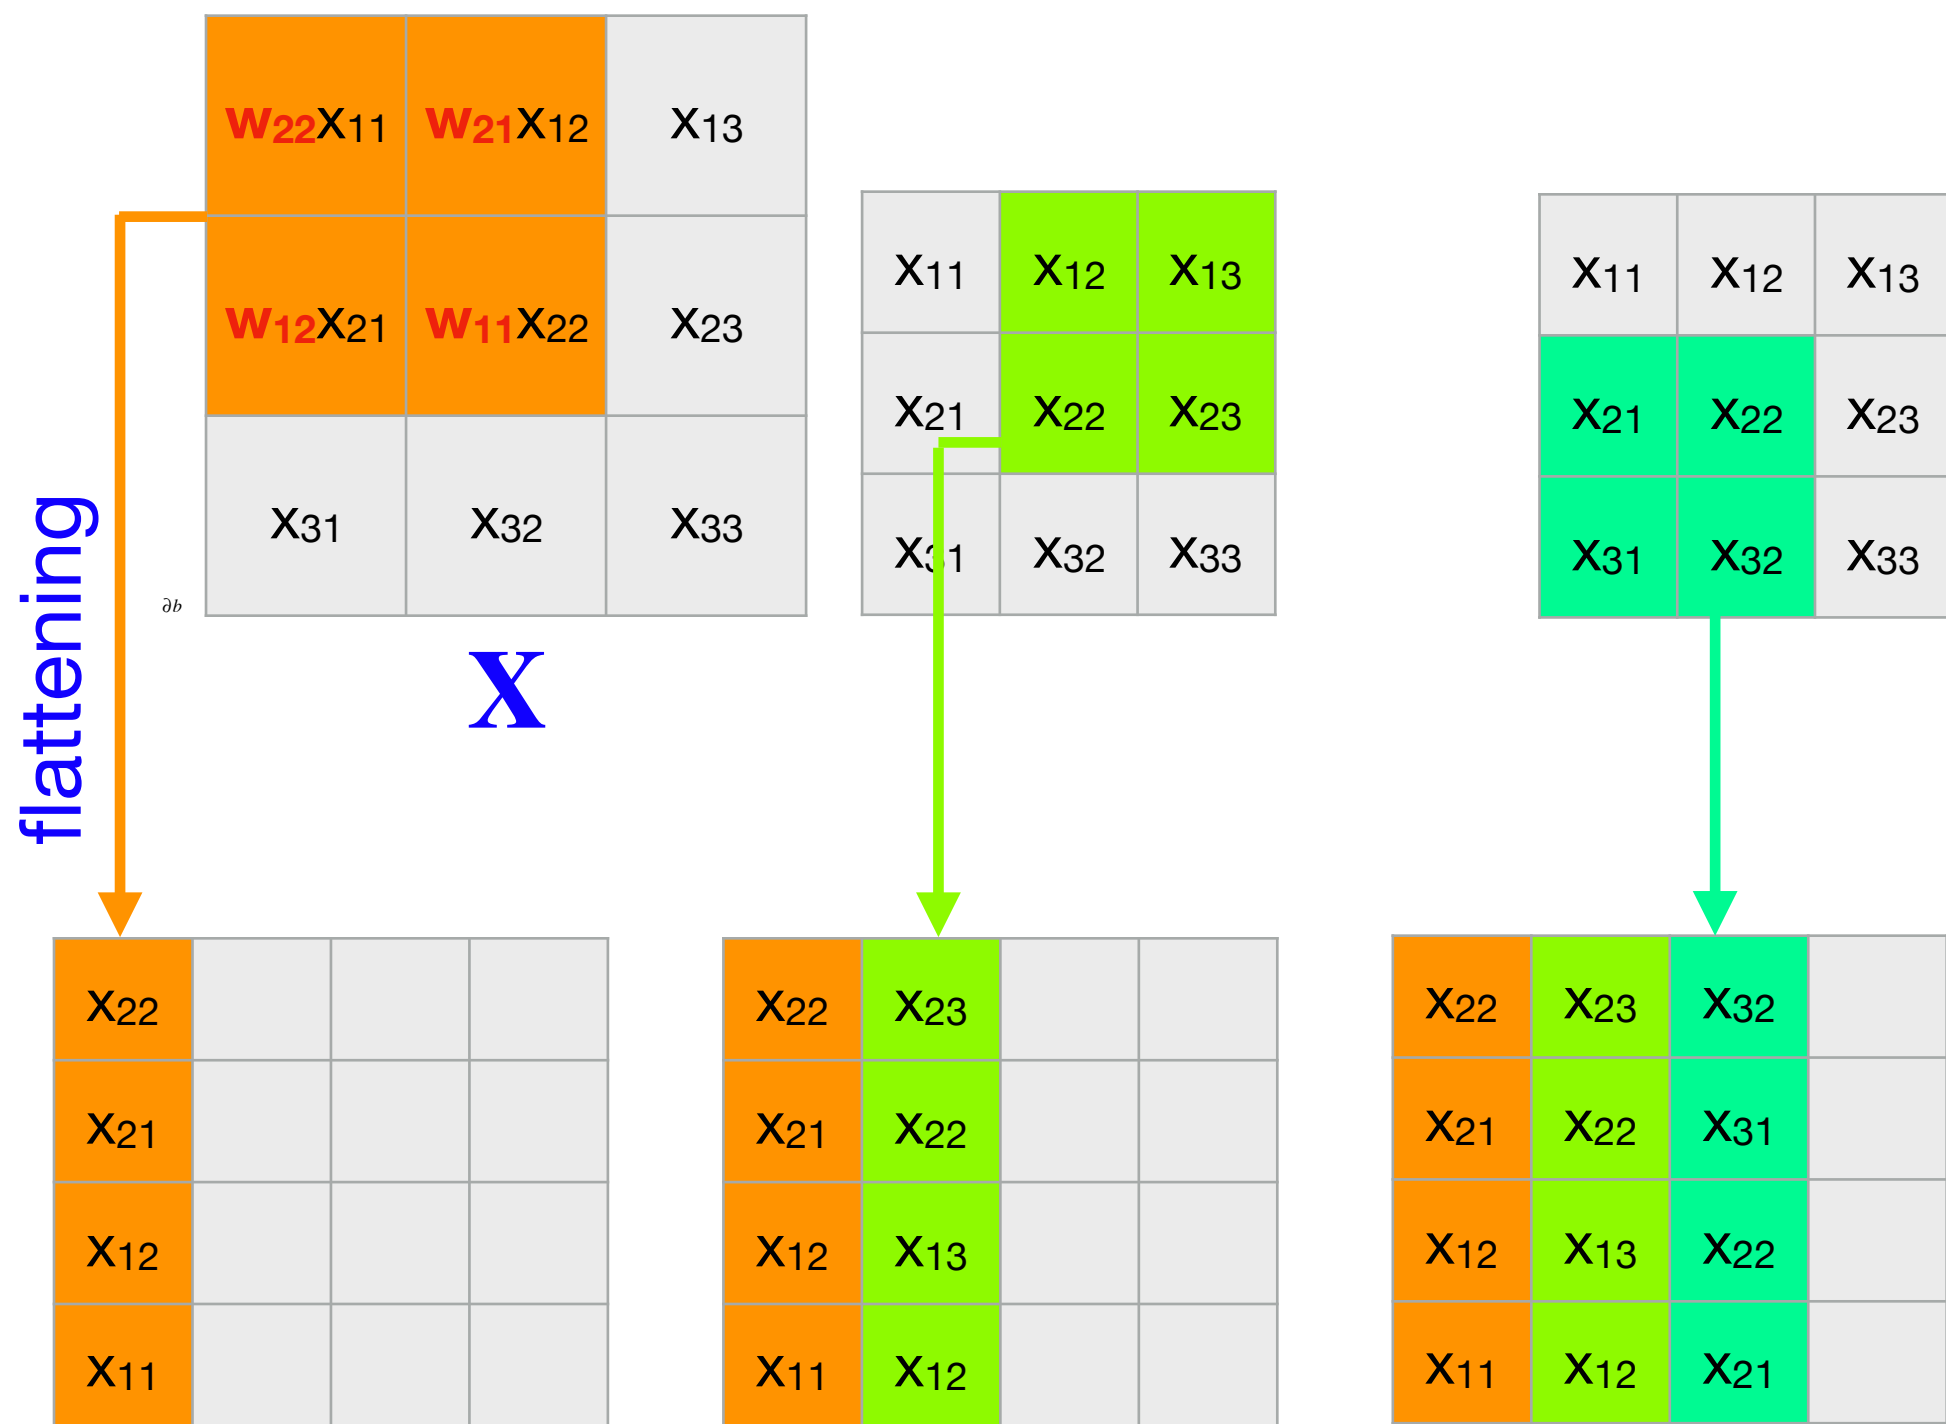 w22x11 w21x12 x13
w12x21 w11x22 x23
x31 x32 x33
∂b
X
flattening
x11 x12 x13
x21 x22 x23
x31 x32 x33
x11 x12 x13
x21 x22 x23
x31 x32 x33
x22
x21
x12
x11
x22 x23
x21 x22
x12 x13
x11 x12
x22 x23 x32
x21 x22 x31
x12 x13 x22
x11 x12 x21